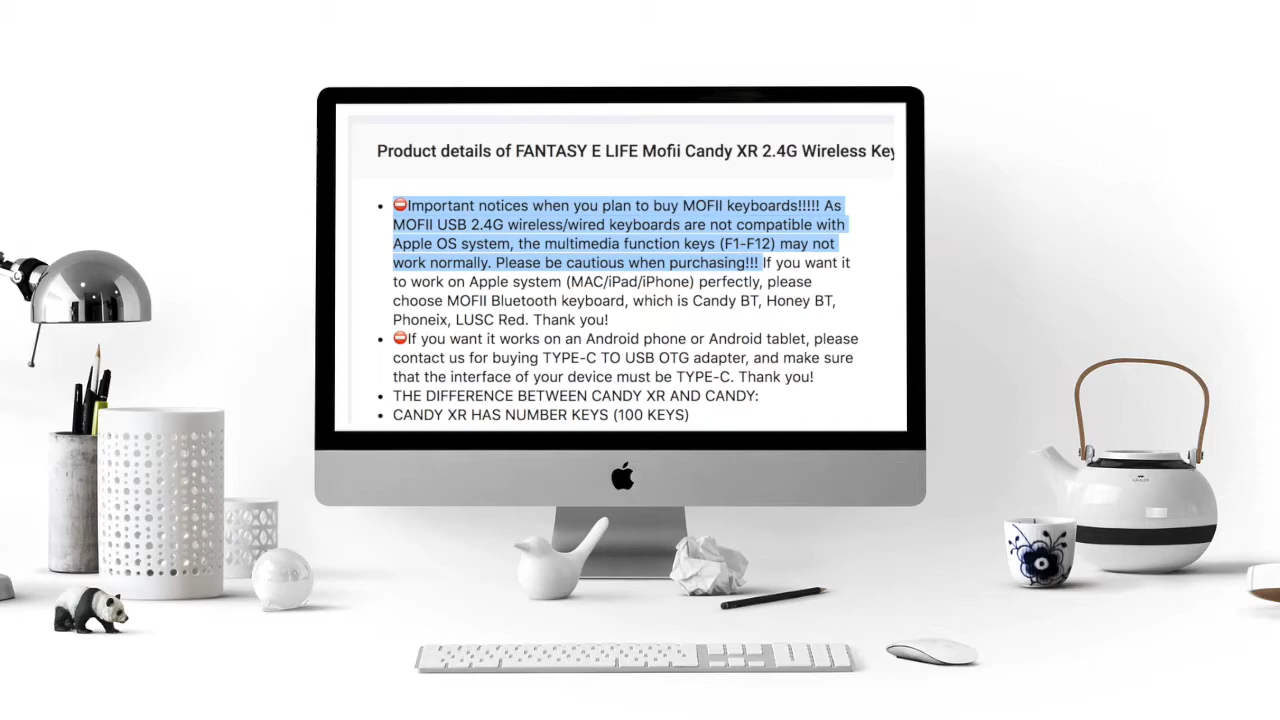 Product details of FANTASY E LIFE Mofii Candy XR 2.4G Wireless Key
• ⛔Important notices when you plan to buy MOFII keyboards!!!!! As
MOFII USB 2.4G wireless/wired keyboards are not compatible with
Apple OS system, the multimedia function keys (F1-F12) may not
work normally. Please be cautious when purchasing!!! If you want it
to work on Apple system (MAC/iPad/iPhone) perfectly, please
choose MOFII Bluetooth keyboard, which is Candy BT, Honey BT,
Phoneix, LUSC Red. Thank you!
• ⛔If you want it works on an Android phone or Android tablet, please
contact us for buying TYPE-C TO USB OTG adapter, and make sure
that the interface of your device must be TYPE-C. Thank you!
• THE DIFFERENCE BETWEEN CANDY XR AND CANDY:
• CANDY XR HAS NUMBER KEYS (100 KEYS)